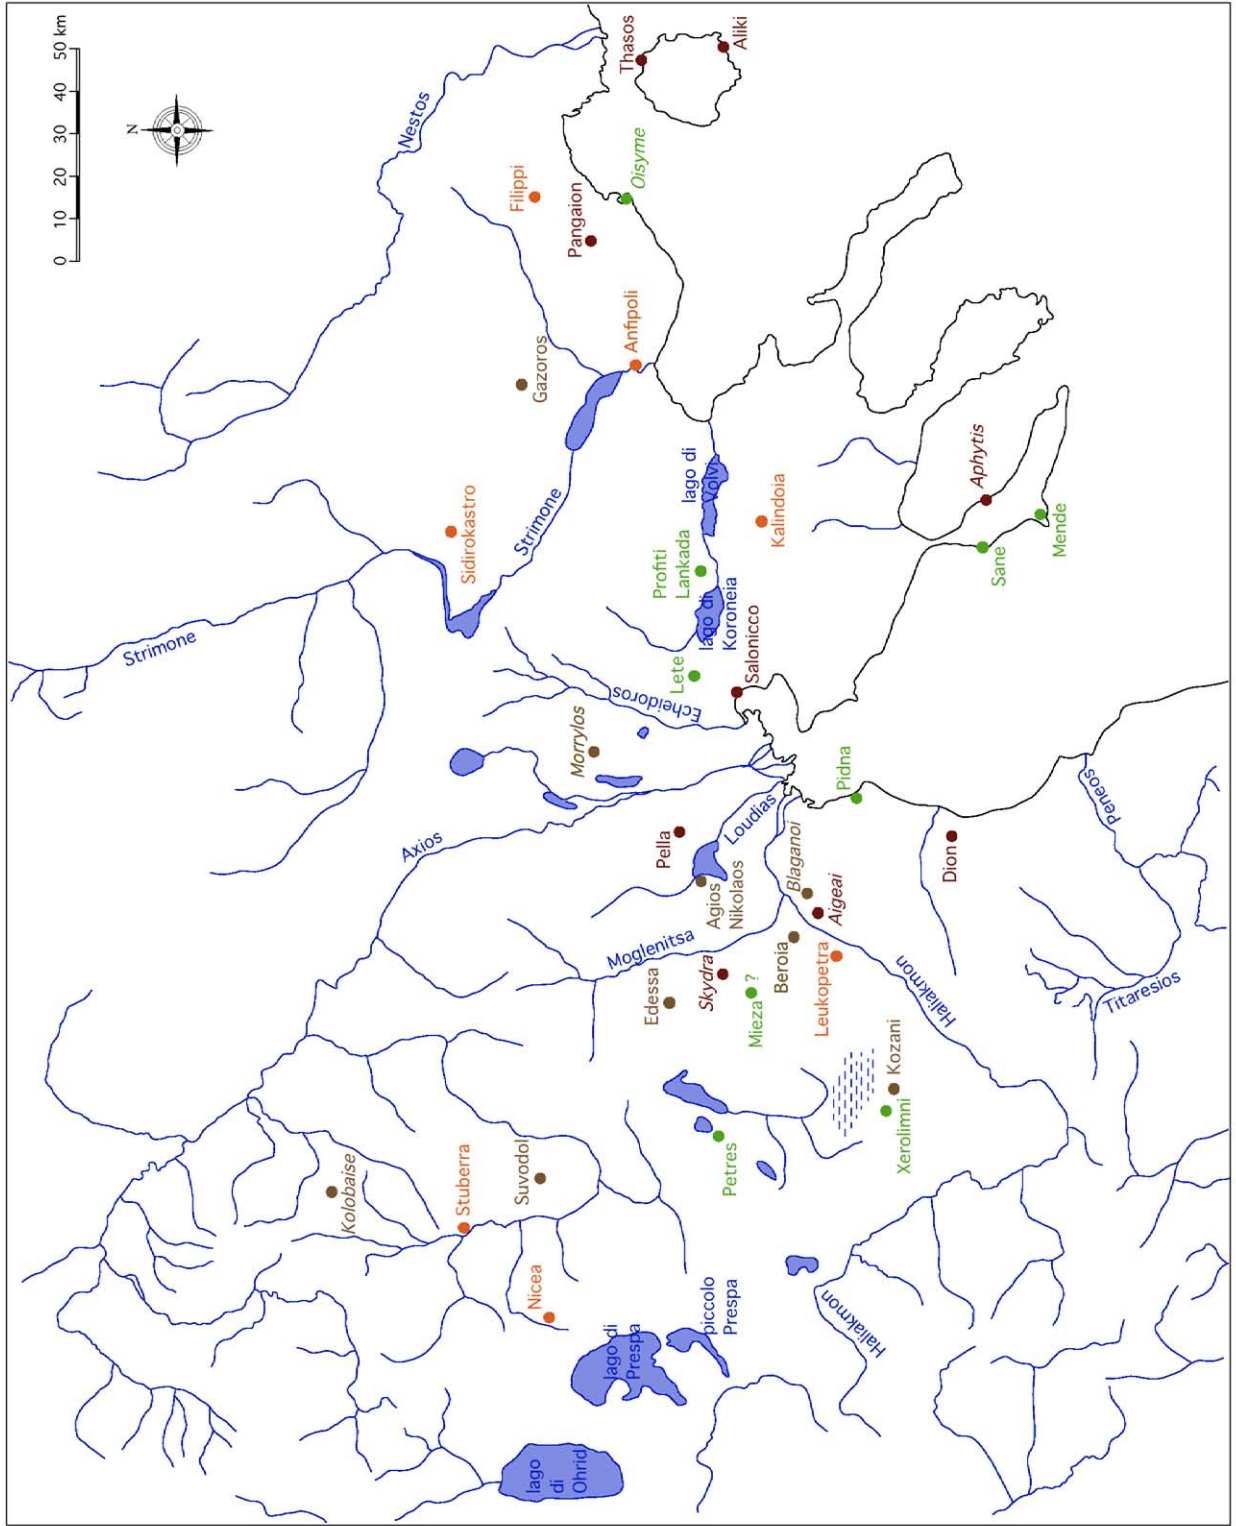 0 10 20 30 40 50 km
N
Nestos
Thasos
Aliki
Filippi
Pangaion
Oisyme
Anfipoli
Gazoros
Sidirokastro
Strimone
Strimone
lago di
Volvi
Profiti
Lankada
lago di
Koroneia
Kalindoia
Aphytis
Mende
Sane
Lete
Salonicco
Echeidoros
Morrylos
Axios
Pella
Loudias
Pidna
Peneos
Agios
Nikolaos
Blaganoi
Aigeai
Dion
Moglenitsa
Beroia
Leukopetra
Edessa
Skydra
Mieza ?
Haliakmon
Titaresios
Kozani
Xerolimni
Petres
Kolobaise
Stuberra
Suvodol
Nicea
lago di
Prespa
piccolo
Prespa
Haliakmon
lago
di
Ohrid